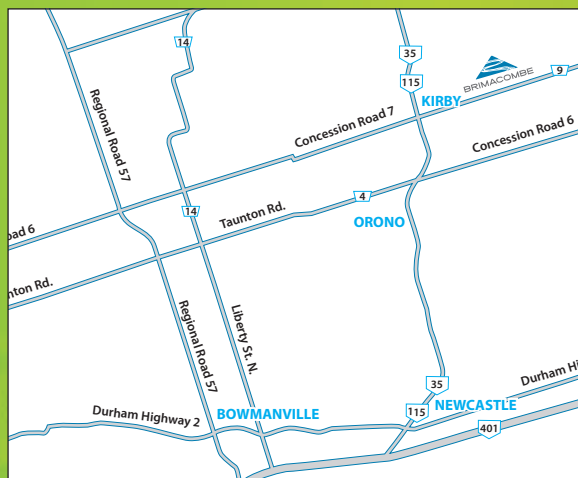 14
35
115
9
BRIMACOMBE
KIRBY
Regional Road 57
Concession Road 7
Concession Road 6
14
4
Taunton Rd.
oad 6
ORONO
nton Rd.
Regional Road 57
Liberty St. N.
35
Durham Hi
Durham Highway 2
BOWMANVILLE
115
NEWCASTLE
401